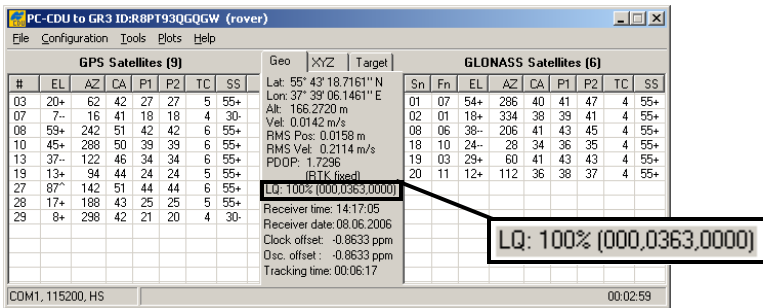 PC-CDU to GR3 ID:R8PT93QGQGW (rover)
File Configuration Tools Plots Help
GPS Satellites (9)
# EL AZ CA P1 P2 TC SS
03 20+ 62 42 27 27 5 55+
07 7-- 16 41 18 18 4 30-
08 59+ 242 51 42 42 6 55+
10 45+ 288 50 39 39 6 55+
13 37-- 122 46 34 34 6 55+
19 13+ 94 44 24 24 5 55+
27 87^ 142 51 44 44 6 55+
28 17+ 188 43 25 25 5 55+
29 8+ 298 42 21 20 4 30-
Geo XYZ Target
Lat: 55° 43' 18.7161'' N
Lon: 37° 39' 06.1461'' E
Alt: 166.2720 m
Vel: 0.0142 m/s
RMS Pos: 0.0158 m
RMS Vel: 0.2114 m/s
PDOP: 1.7296
(RTK fixed)
LQ: 100% (000,0363,0000)
Receiver time: 14:17:05
Receiver date: 08.06.2006
Clock offset: -0.8633 ppm
Osc. offset : -0.8633 ppm
Tracking time: 00:06:17
GLONASS Satellites (6)
Sn Fn EL AZ CA P1 P2 TC SS
01 07 54+ 286 40 41 47 4 55+
02 01 18+ 334 38 39 41 4 55+
08 06 38-- 206 41 43 45 4 55+
18 10 24-- 28 34 36 35 4 55+
19 03 29+ 60 41 43 43 4 55+
20 11 12+ 112 36 38 37 4 55+
LQ: 100% (000,0363,0000)
COM1, 115200, HS
00:02:59